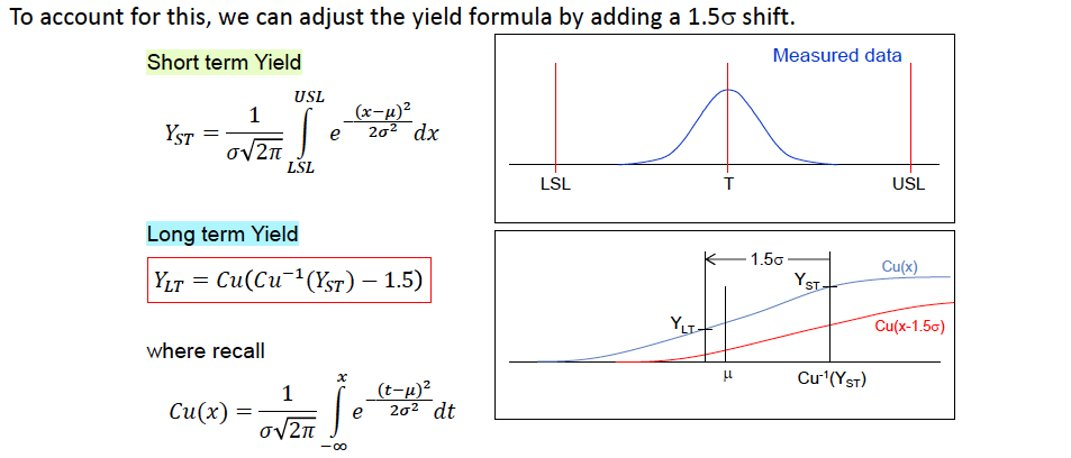 To account for this, we can adjust the yield formula by adding a 1.5σ shift.
Short term Yield
Y_ST = 1/(σ√2π) ∫_LSL^USL e^(−(x−μ)²/2σ²) dx
Measured data
LSL T USL
Long term Yield
Y_LT = Cu(Cu⁻¹(Y_ST) − 1.5)
where recall
Cu(x) = 1/(σ√2π) ∫_−∞^x e^(−(t−μ)²/2σ²) dt
1.5σ
Cu(x)
Y_ST
Y_LT
Cu(x-1.5σ)
μ
Cu⁻¹(Y_ST)